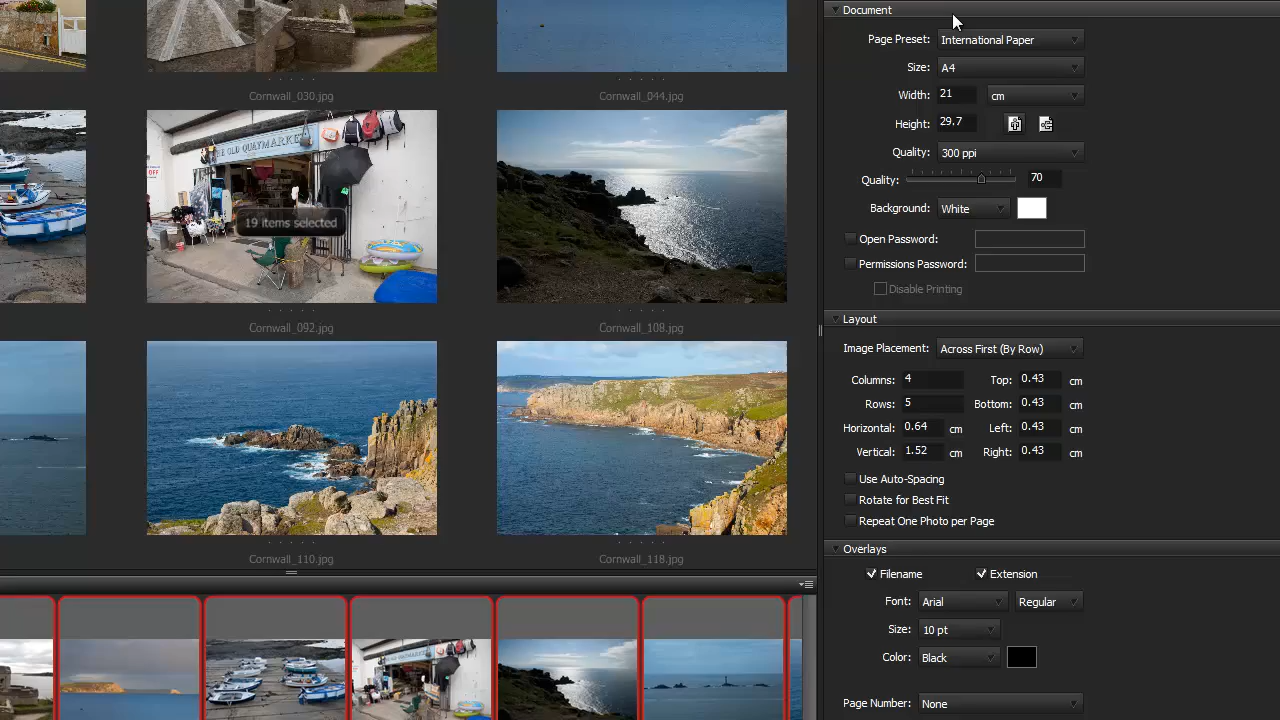 Document
Page Preset: International Paper
Size: A4
Width: 21 cm
Height: 29.7
Quality: 300 ppi
Quality: 70
Background: White
Open Password:
Permissions Password:
Disable Printing
Layout
Image Placement: Across First (By Row)
Columns: 4 Top: 0.43 cm
Rows: 5 Bottom: 0.43 cm
Horizontal: 0.64 cm Left: 0.43 cm
Vertical: 1.52 cm Right: 0.43 cm
Use Auto-Spacing
Rotate for Best Fit
Repeat One Photo per Page
Overlays
Filename Extension
Font: Arial Regular
Size: 10 pt
Color: Black
Page Number: None
Cornwall_030.jpg
Cornwall_044.jpg
THE OLD QUAYMARKET
19 items selected
Cornwall_092.jpg
Cornwall_108.jpg
Cornwall_110.jpg
Cornwall_118.jpg